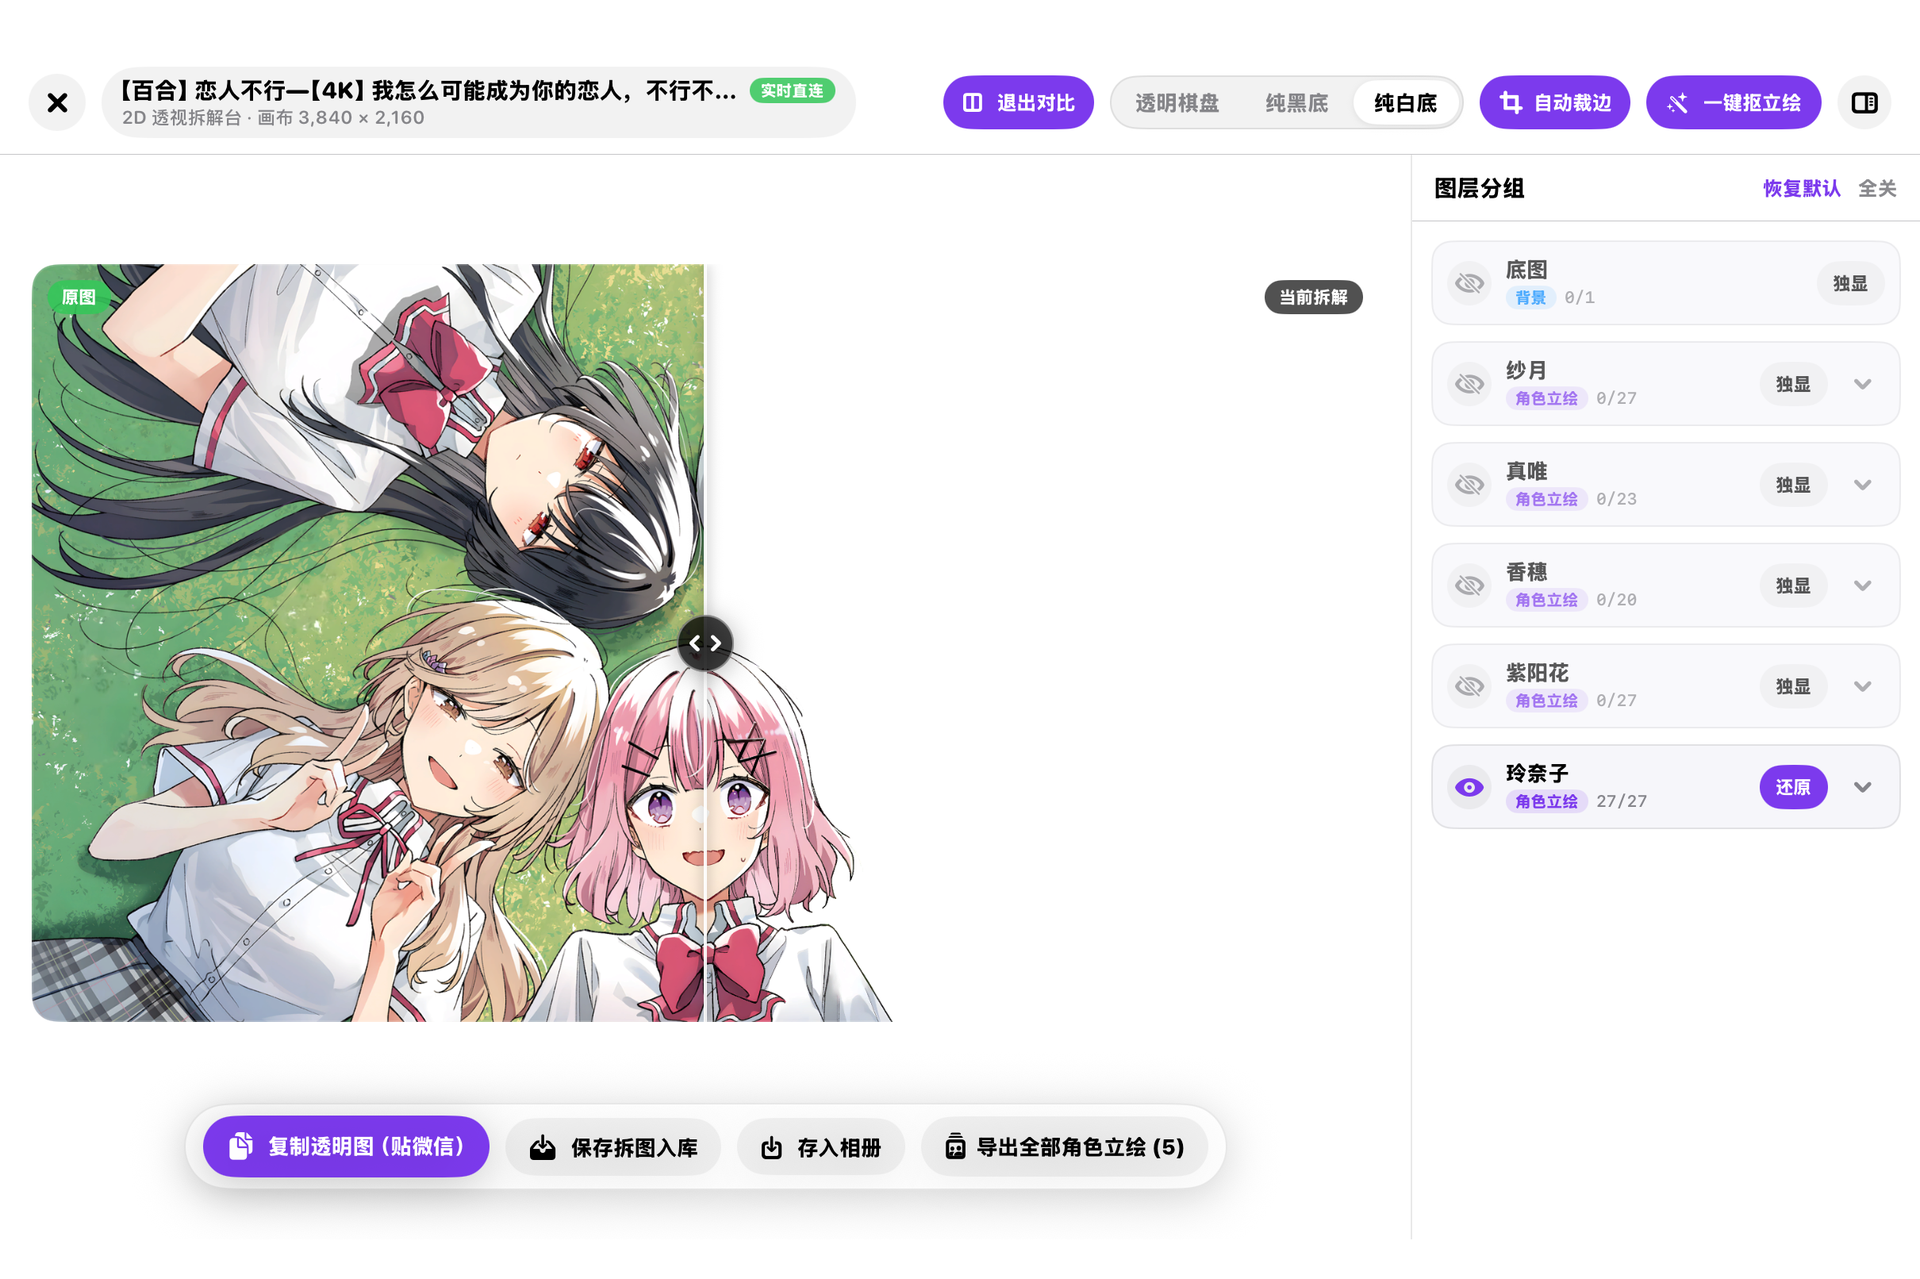 【百合】恋人不行—【4K】我怎么可能成为你的恋人，不行不… 实时直连
2D 透视拆解台 · 画布 3,840 × 2,160
退出对比
透明棋盘 纯黑底 纯白底
自动裁边
一键抠立绘
图层分组 恢复默认 全关
原图
当前拆解
底图
背景 0/1
独显
纱月
角色立绘 0/27
独显
真唯
角色立绘 0/23
独显
香穗
角色立绘 0/20
独显
紫阳花
角色立绘 0/27
独显
玲奈子
角色立绘 27/27
还原
复制透明图（贴微信）
保存拆图入库
存入相册
导出全部角色立绘 (5)